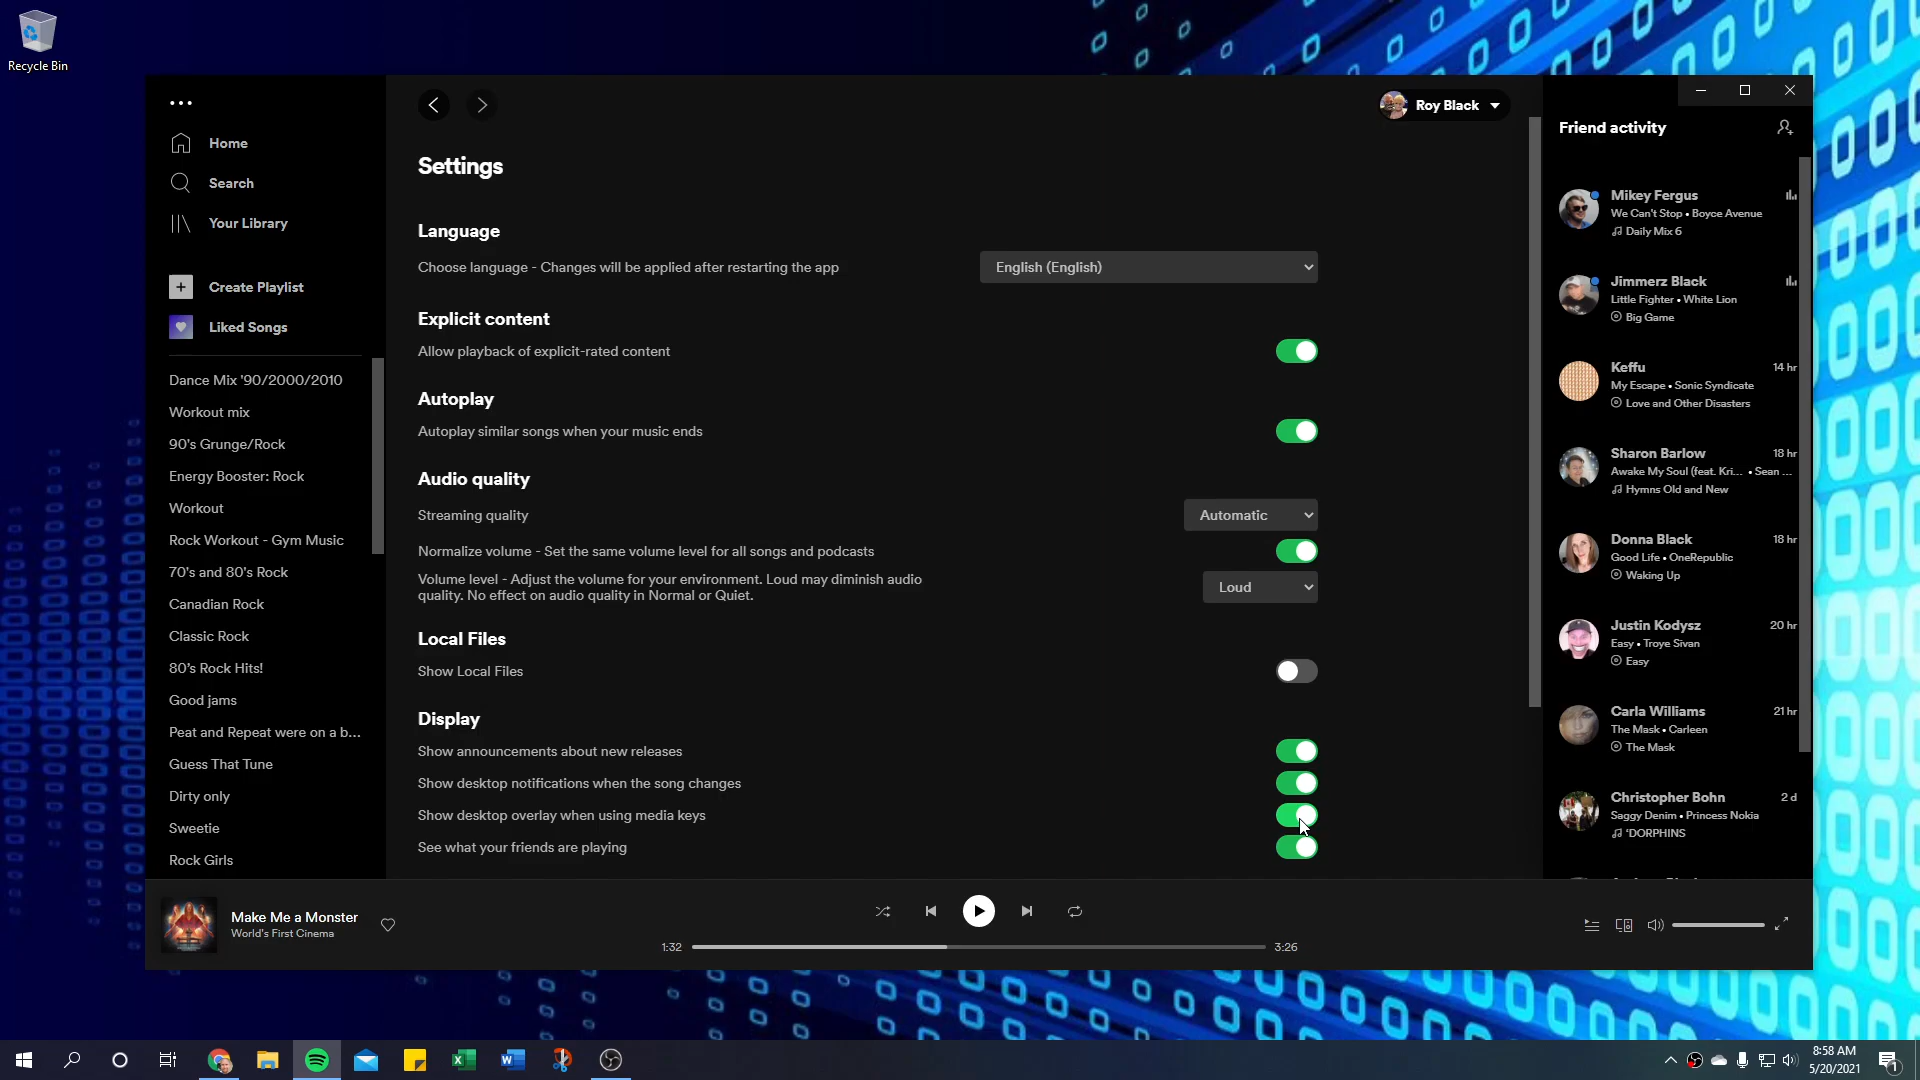 Recycle Bin
Home
Search
Your Library
Create Playlist
Liked Songs
Dance Mix '90/2000/2010
Workout mix
90's Grunge/Rock
Energy Booster: Rock
Workout
Rock Workout - Gym Music
70's and 80's Rock
Canadian Rock
Classic Rock
80's Rock Hits!
Good jams
Peat and Repeat were on a b...
Guess That Tune
Dirty only
Sweetie
Rock Girls
Roy Black
Settings
Language
Choose language - Changes will be applied after restarting the app
English (English)
Explicit content
Allow playback of explicit-rated content
Autoplay
Autoplay similar songs when your music ends
Audio quality
Streaming quality
Automatic
Normalize volume - Set the same volume level for all songs and podcasts
Volume level - Adjust the volume for your environment. Loud may diminish audio
quality. No effect on audio quality in Normal or Quiet.
Loud
Local Files
Show Local Files
Display
Show announcements about new releases
Show desktop notifications when the song changes
Show desktop overlay when using media keys
See what your friends are playing
Friend activity
Mikey Fergus
We Can't Stop • Boyce Avenue
Daily Mix 6
Jimmerz Black
Little Fighter • White Lion
Big Game
Keffu 14 hr
My Escape • Sonic Syndicate
Love and Other Disasters
Sharon Barlow 18 hr
Awake My Soul (feat. Kri... • Sean ...
Hymns Old and New
Donna Black 18 hr
Good Life • OneRepublic
Waking Up
Justin Kodysz 20 hr
Easy • Troye Sivan
Easy
Carla Williams 21 hr
The Mask • Carleen
The Mask
Christopher Bohn 2 d
Saggy Denim • Princess Nokia
'DORPHINS
Make Me a Monster
World's First Cinema
1:32
3:26
8:58 AM
5/20/2021
1